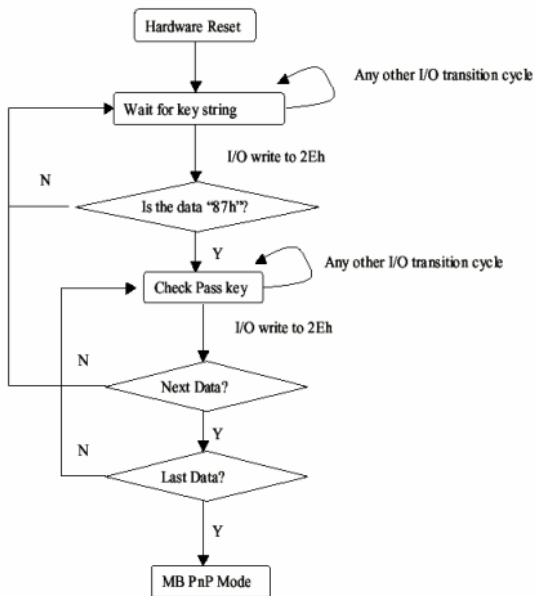 Hardware Reset
Any other I/O transition cycle
Wait for key string
I/O write to 2Eh
N
Is the data “87h”?
Y
Any other I/O transition cycle
Check Pass key
I/O write to 2Eh
N
Next Data?
Y
N
Last Data?
Y
MB PnP Mode